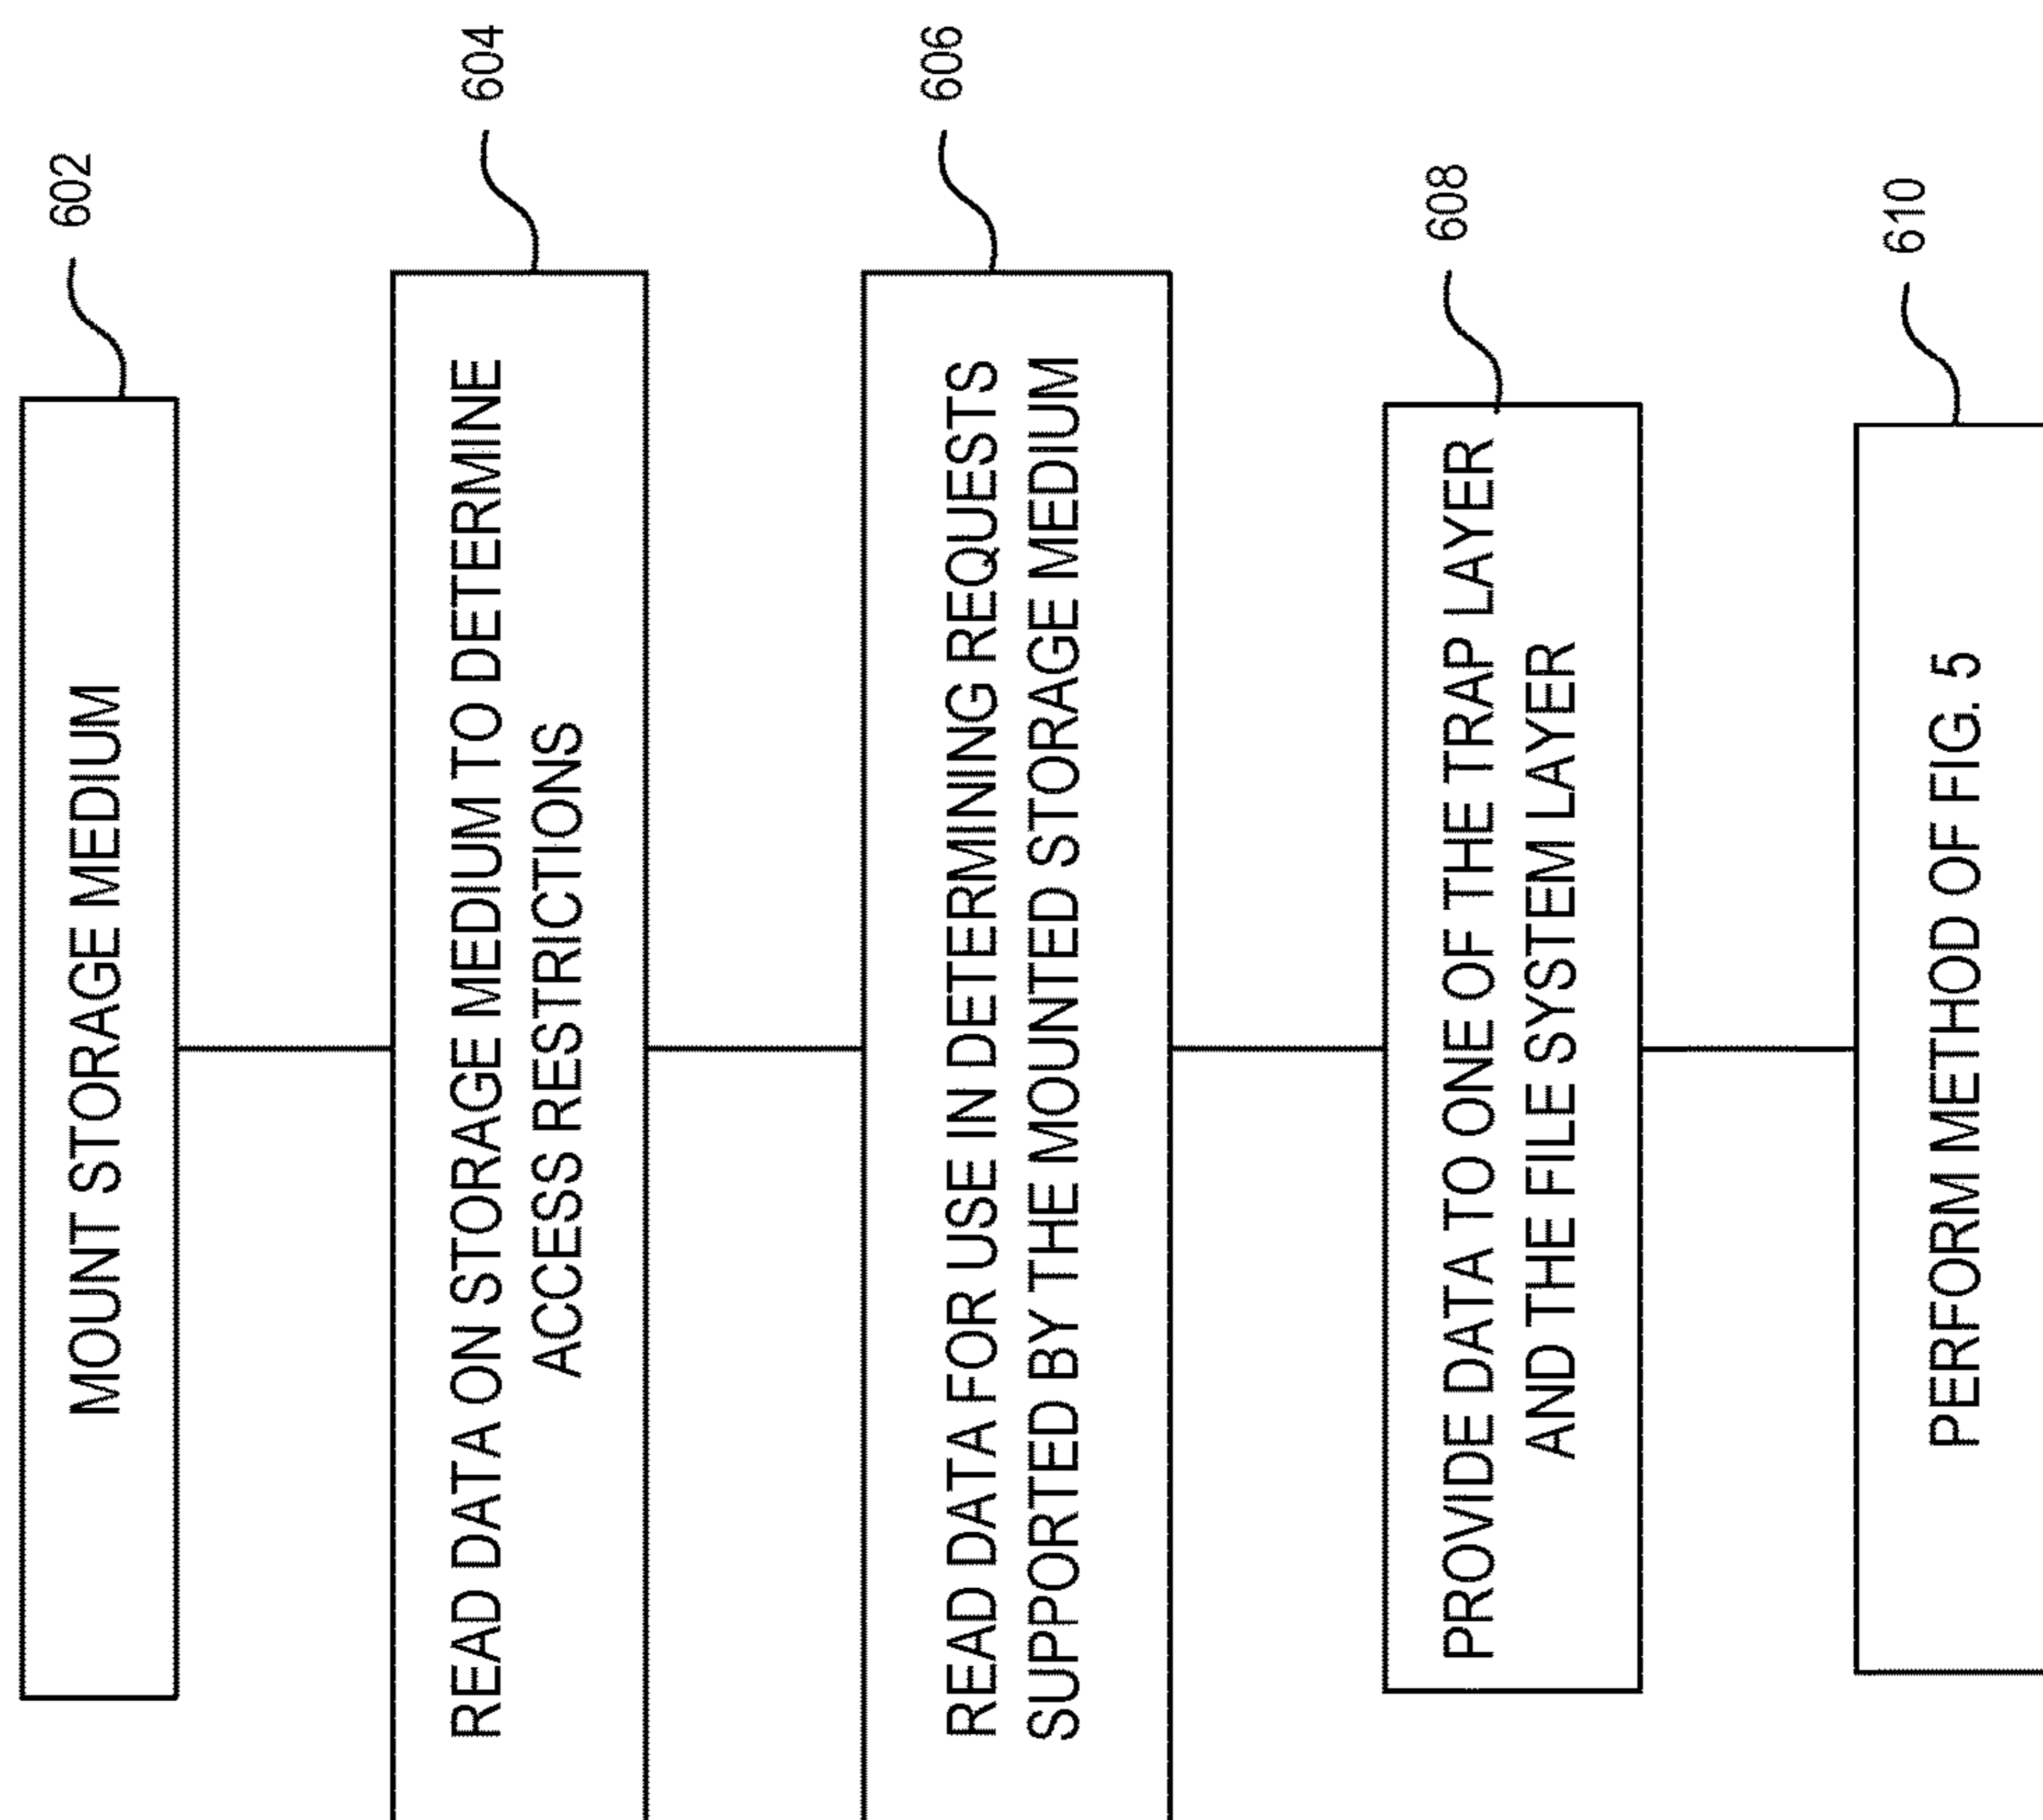 MOUNT STORAGE MEDIUM
602
READ DATA ON STORAGE MEDIUM TO DETERMINE
ACCESS RESTRICTIONS
604
READ DATA FOR USE IN DETERMINING REQUESTS
SUPPORTED BY THE MOUNTED STORAGE MEDIUM
606
PROVIDE DATA TO ONE OF THE TRAP LAYER
AND THE FILE SYSTEM LAYER
608
PERFORM METHOD OF FIG. 5
610